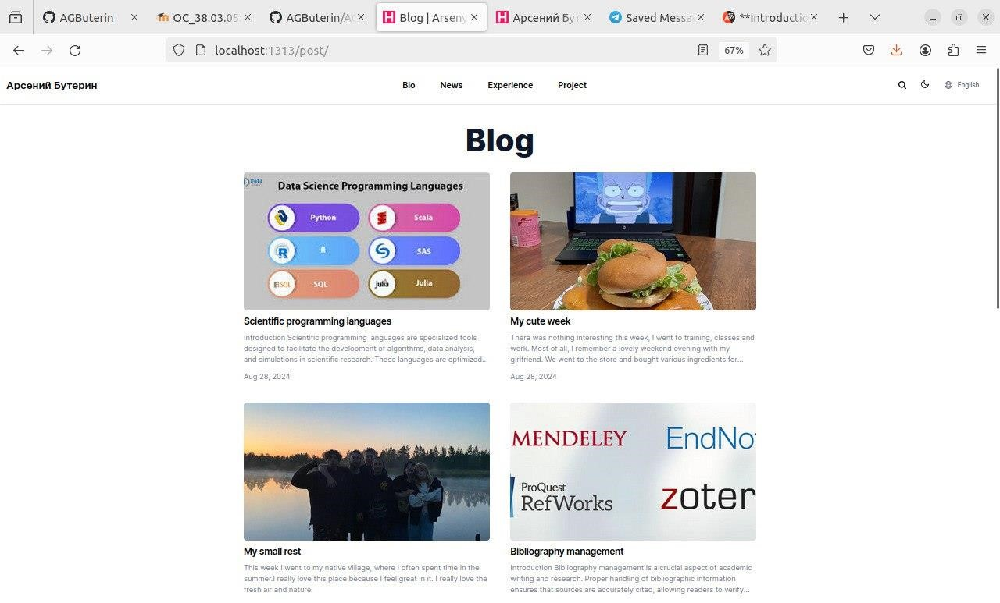 AGButerin
OC_38.03.05
AGButerin/A
Blog | Arseny
Арсений Бут
Saved Messa
**Introductio
localhost:1313/post/
67%
Арсений Бутерин
Bio
News
Experience
Project
English
Blog
Data
Data Science Programming Languages
Python
Scala
R
SAS
SQL
SQL
julia
Julia
Scientific programming languages
Introduction Scientific programming languages are specialized tools
designed to facilitate the development of algorithms, data analysis,
and simulations in scientific research. These languages are optimized...
Aug 28, 2024
My cute week
There was nothing interesting this week, I went to training, classes and
work. Most of all, I remember a lovely weekend evening with my
girlfriend. We went to the store and bought various ingredients for...
Aug 28, 2024
My small rest
This week I went to my native village, where I often spent time in the
summer.I really love this place because I feel great in it. I really love the
fresh air and nature.
MENDELEY
EndNo
ProQuest
RefWorks
zoter
Bibliography management
Introduction Bibliography management is a crucial aspect of academic
writing and research. Proper handling of bibliographic information
ensures that sources are accurately cited, allowing readers to verify...